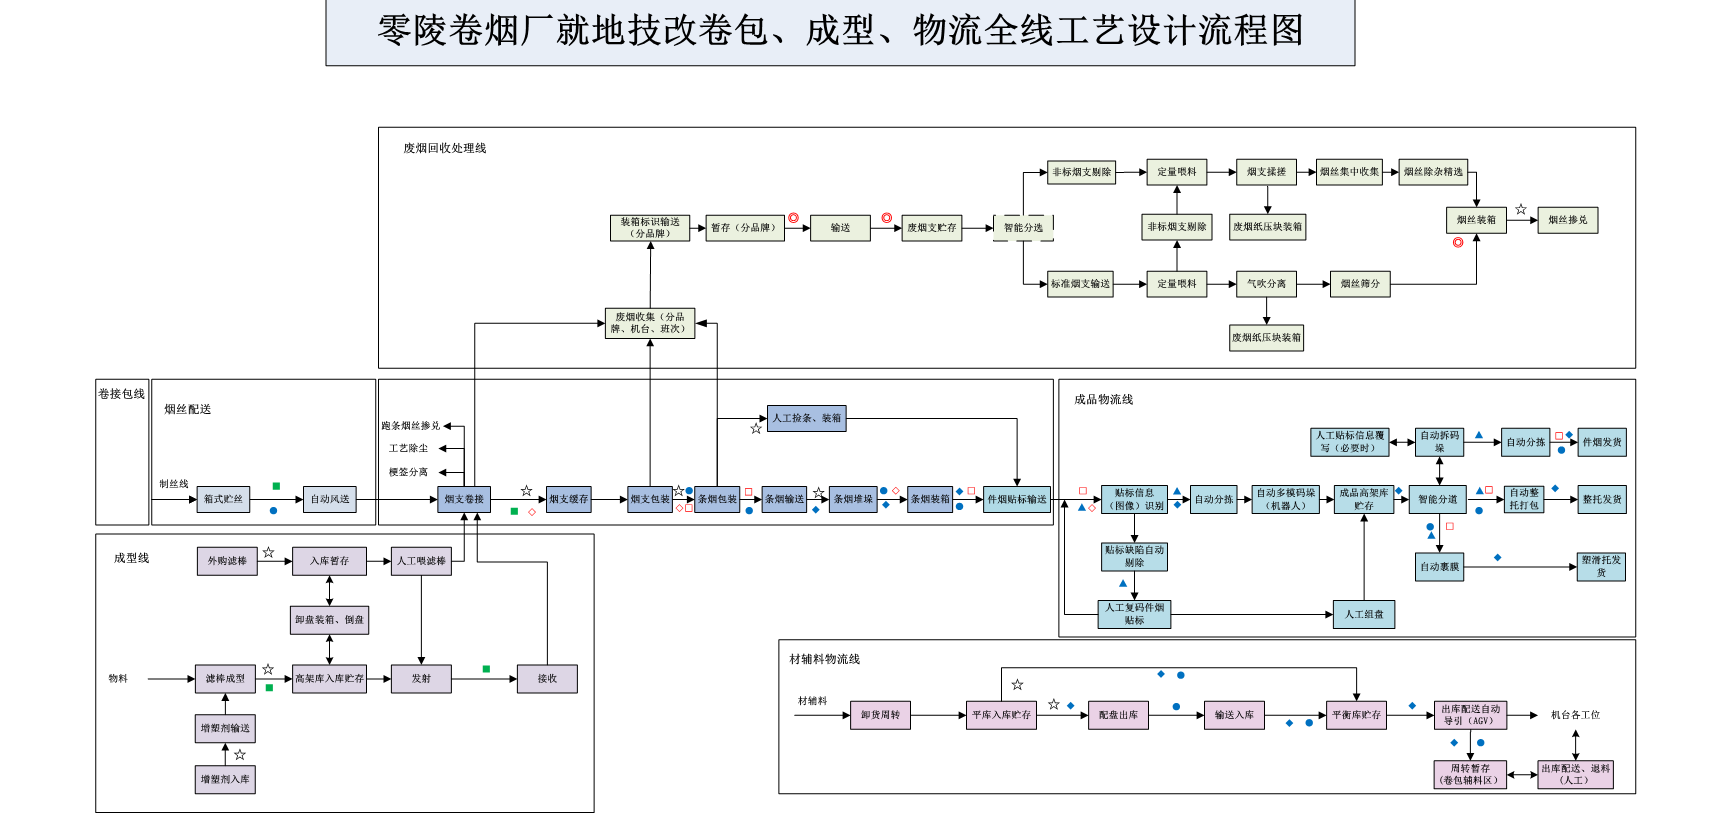 零陵卷烟厂就地技改卷包、成型、物流全线工艺设计流程图
废烟回收处理线
非标烟支剔除
定量喂料
烟支揉搓
烟丝集中收集
烟丝除杂精选
装箱标识输送
（分品牌）
暂存（分品牌）
输送
废烟支贮存
智能分选
非标烟支剔除
废烟纸压块装箱
烟丝装箱
烟丝掺兑
标准烟支输送
定量喂料
气吹分离
烟丝筛分
废烟收集（分品
牌、机台、班次）
废烟纸压块装箱
卷接包线
烟丝配送
制丝线
箱式贮丝
自动风送
跑条烟丝掺兑
工艺除尘
梗签分离
人工捡条、装箱
烟支卷接
烟支缓存
烟支包装
条烟包装
条烟输送
条烟堆垛
条烟装箱
件烟贴标输送
成品物流线
人工贴标信息覆
写（必要时）
自动拆码
垛
自动分拣
件烟发货
贴标信息
（图像）识别
自动分拣
自动多模码垛
（机器人）
成品高架库
贮存
智能分道
自动整
托打包
整托发货
贴标缺陷自动
剔除
自动裹膜
塑滑托发
货
人工复码件烟
贴标
人工组盘
成型线
外购滤棒
入库暂存
人工喂滤棒
卸盘装箱、倒盘
物料
滤棒成型
高架库入库贮存
发射
接收
增塑剂输送
增塑剂入库
材辅料物流线
材辅料
卸货周转
平库入库贮存
配盘出库
输送入库
平衡库贮存
出库配送自动
导引（AGV）
机台各工位
周转暂存
（卷包辅料区）
出库配送、退料
（人工）